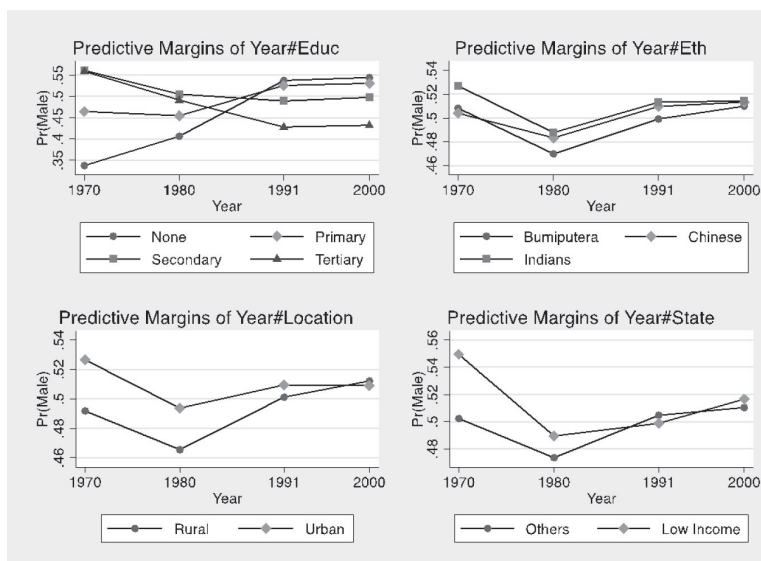 Predictive Margins of Year#Educ
Pr(Male)
.55
.5
.45
.4
.35
1970 1980 1991 2000
Year
None Primary
Secondary Tertiary
Predictive Margins of Year#Eth
Pr(Male)
.54
.52
.5
.48
.46
1970 1980 1991 2000
Year
Bumiputera Chinese
Indians
Predictive Margins of Year#Location
Pr(Male)
.54
.52
.5
.48
.46
1970 1980 1991 2000
Year
Rural Urban
Predictive Margins of Year#State
Pr(Male)
.56
.54
.52
.5
.48
1970 1980 1991 2000
Year
Others Low Income